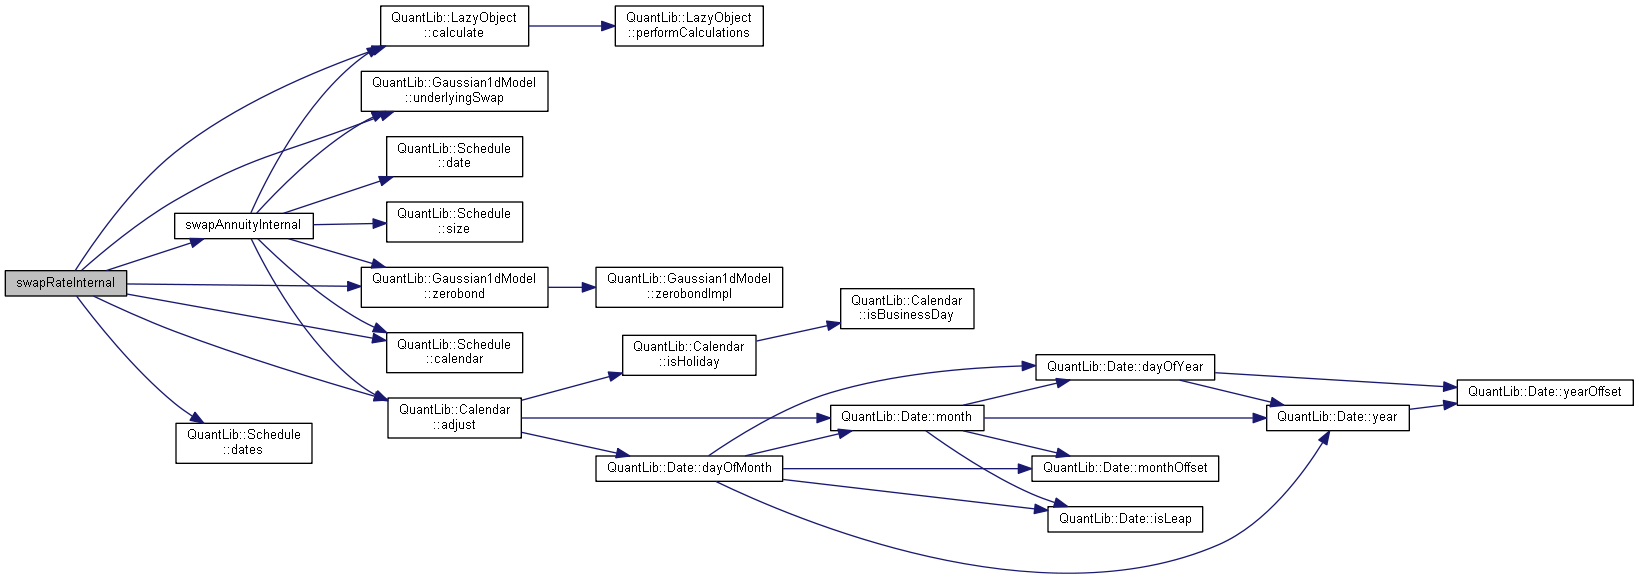 QuantLib::LazyObject
::calculate
QuantLib::LazyObject
::performCalculations
QuantLib::Gaussian1dModel
::underlyingSwap
QuantLib::Schedule
::date
swapAnnuityInternal
QuantLib::Schedule
::size
swapRateInternal
QuantLib::Gaussian1dModel
::zerobond
QuantLib::Gaussian1dModel
::zerobondImpl
QuantLib::Calendar
::isBusinessDay
QuantLib::Schedule
::calendar
QuantLib::Calendar
::isHoliday
QuantLib::Date::dayOfYear
QuantLib::Date::yearOffset
QuantLib::Calendar
::adjust
QuantLib::Date::month
QuantLib::Date::year
QuantLib::Schedule
::dates
QuantLib::Date::dayOfMonth
QuantLib::Date::monthOffset
QuantLib::Date::isLeap